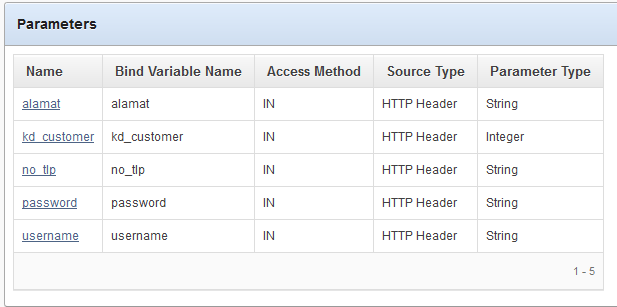 Parameters
Name Bind Variable Name Access Method Source Type Parameter Type
alamat alamat IN HTTP Header String
kd_customer kd_customer IN HTTP Header Integer
no_tlp no_tlp IN HTTP Header String
password password IN HTTP Header String
username username IN HTTP Header String
1 - 5